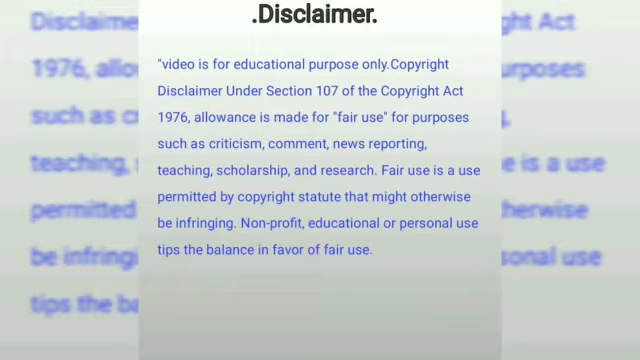 .Disclaimer.
"video is for educational purpose only.Copyright
Disclaimer Under Section 107 of the Copyright Act
1976, allowance is made for "fair use" for purposes
such as criticism, comment, news reporting,
teaching, scholarship, and research. Fair use is a use
permitted by copyright statute that might otherwise
be infringing. Non-profit, educational or personal use
tips the balance in favor of fair use.